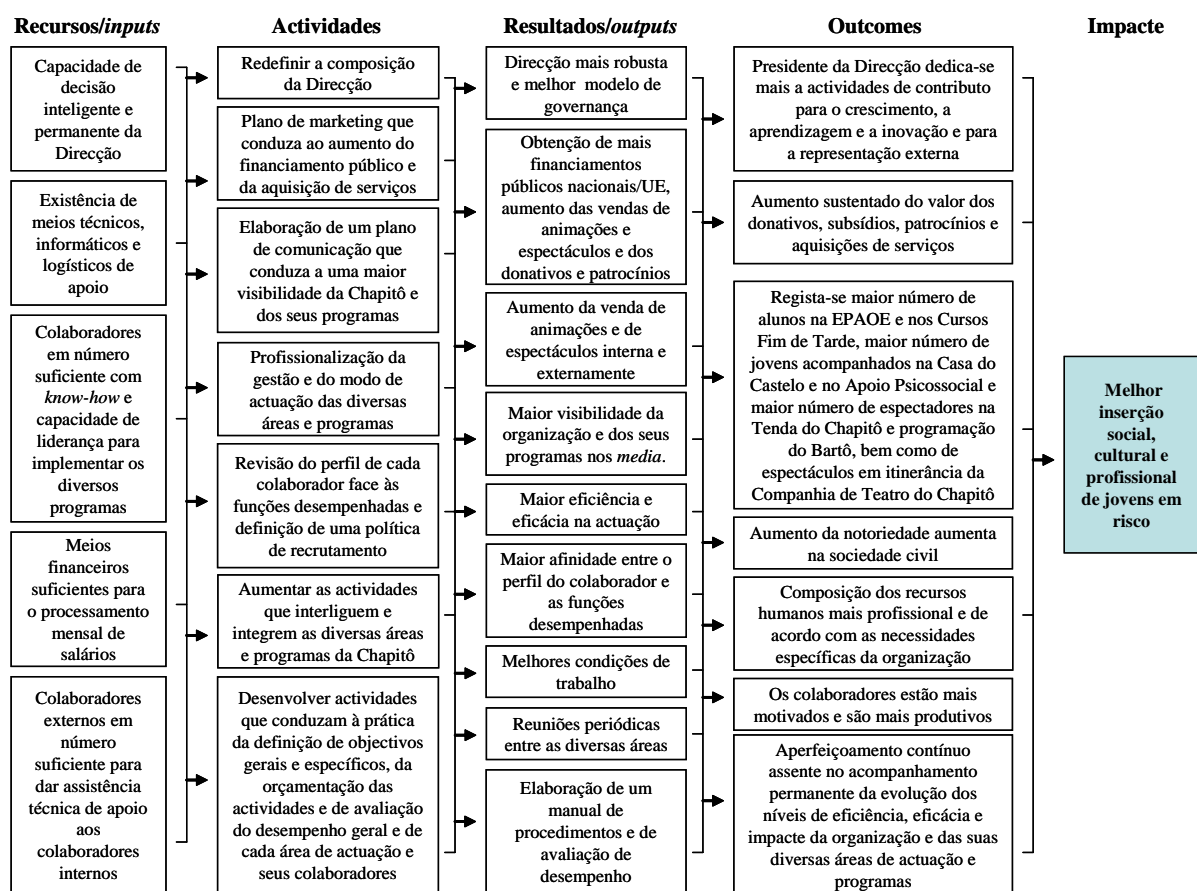 Recursos/inputs
Actividades
Resultados/outputs
Outcomes
Impacte
Capacidade de
decisão
inteligente e
permanente da
Direcção
Existência de
meios técnicos,
informáticos e
logísticos de
apoio
Colaboradores
em número
suficiente com
know-how e
capacidade de
liderança para
implementar os
diversos
programas
Meios
financeiros
suficientes para
o processamento
mensal de
salários
Colaboradores
externos em
número
suficiente para
dar assistência
técnica de apoio
aos
colaboradores
internos
Redefinir a composição
da Direcção
Plano de marketing que
conduza ao aumento do
financiamento público e
da aquisição de serviços
Elaboração de um plano
de comunicação que
conduza a uma maior
visibilidade da Chapitô e
dos seus programas
Profissionalização da
gestão e do modo de
actuação das diversas
áreas e programas
Revisão do perfil de cada
colaborador face às
funções desempenhadas e
definição de uma política
de recrutamento
Aumentar as actividades
que interliguem e
integrem as diversas áreas
e programas da Chapitô
Desenvolver actividades
que conduzam à prática
da definição de objectivos
gerais e específicos, da
orçamentação das
actividades e de avaliação
do desempenho geral e de
cada área de actuação e
seus colaboradores
Direcção mais robusta
e melhor modelo de
governança
Obtenção de mais
financiamentos
públicos nacionais/UE,
aumento das vendas de
animações e
espectáculos e dos
donativos e patrocínios
Aumento da venda de
animações e de
espectáculos interna e
externamente
Maior visibilidade da
organização e dos seus
programas nos media.
Maior eficiência e
eficácia na actuação
Maior afinidade entre o
perfil do colaborador e
as funções
desempenhadas
Melhores condições de
trabalho
Reuniões periódicas
entre as diversas áreas
Elaboração de um
manual de
procedimentos e de
avaliação de
desempenho
Presidente da Direcção dedica-se
mais a actividades de contributo
para o crescimento, a
aprendizagem e a inovação e para
a representação externa
Aumento sustentado do valor dos
donativos, subsídios, patrocínios e
aquisições de serviços
Regista-se maior número de
alunos na EPAOE e nos Cursos
Fim de Tarde, maior número de
jovens acompanhados na Casa do
Castelo e no Apoio Psicossocial e
maior número de espectadores na
Tenda do Chapitô e programação
do Bartô, bem como de
espectáculos em itinerância da
Companhia de Teatro do Chapitô
Aumento da notoriedade aumenta
na sociedade civil
Composição dos recursos
humanos mais profissional e de
acordo com as necessidades
específicas da organização
Os colaboradores estão mais
motivados e são mais produtivos
Aperfeiçoamento contínuo
assente no acompanhamento
permanente da evolução dos
níveis de eficiência, eficácia e
impacte da organização e das suas
diversas áreas de actuação e
programas
Melhor
inserção
social,
cultural e
profissional
de jovens em
risco